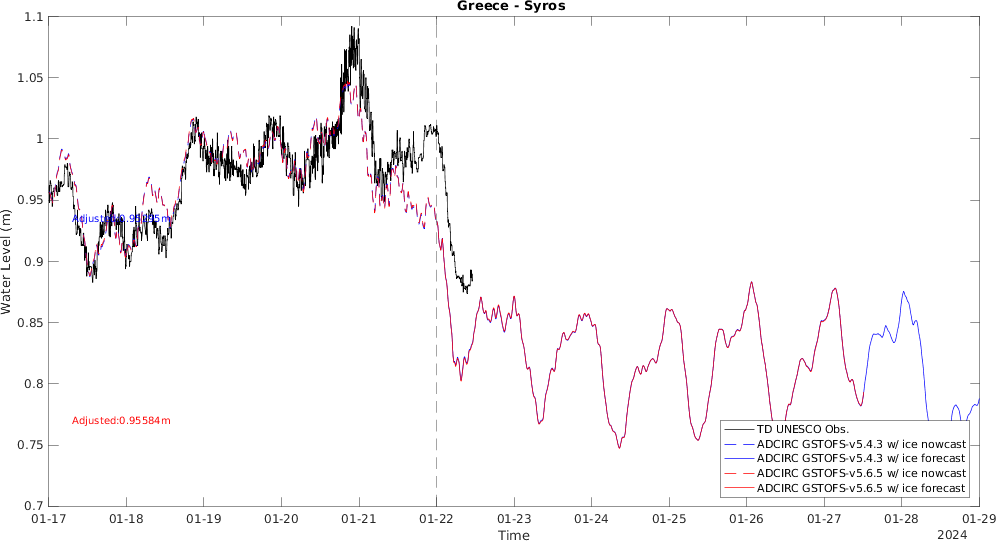 Greece - Syros
1.1
1.05
1
0.95
0.9
0.85
0.8
0.75
0.7
Water Level (m)
Adjusted:
Adjusted:0.95584m
TD UNESCO Obs.
ADCIRC GSTOFS-v5.4.3 w/ ice nowcast
ADCIRC GSTOFS-v5.4.3 w/ ice forecast
ADCIRC GSTOFS-v5.6.5 w/ ice nowcast
ADCIRC GSTOFS-v5.6.5 w/ ice forecast
01-17 01-18 01-19 01-20 01-21 01-22 01-23 01-24 01-25 01-26 01-27 01-28 01-29
Time
2024